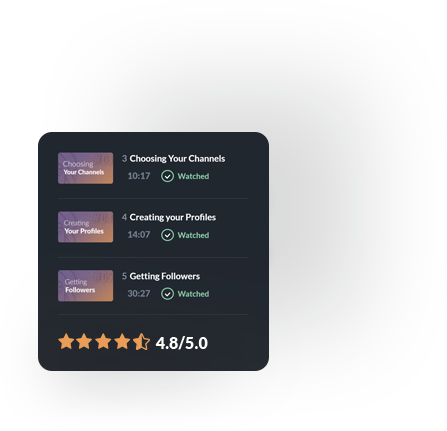 Choosing
Your Channels
3 Choosing Your Channels
10:17 Watched
Creating
Your Profiles
4 Creating your Profiles
14:07 Watched
Getting
Followers
5 Getting Followers
30:27 Watched
4.8/5.0